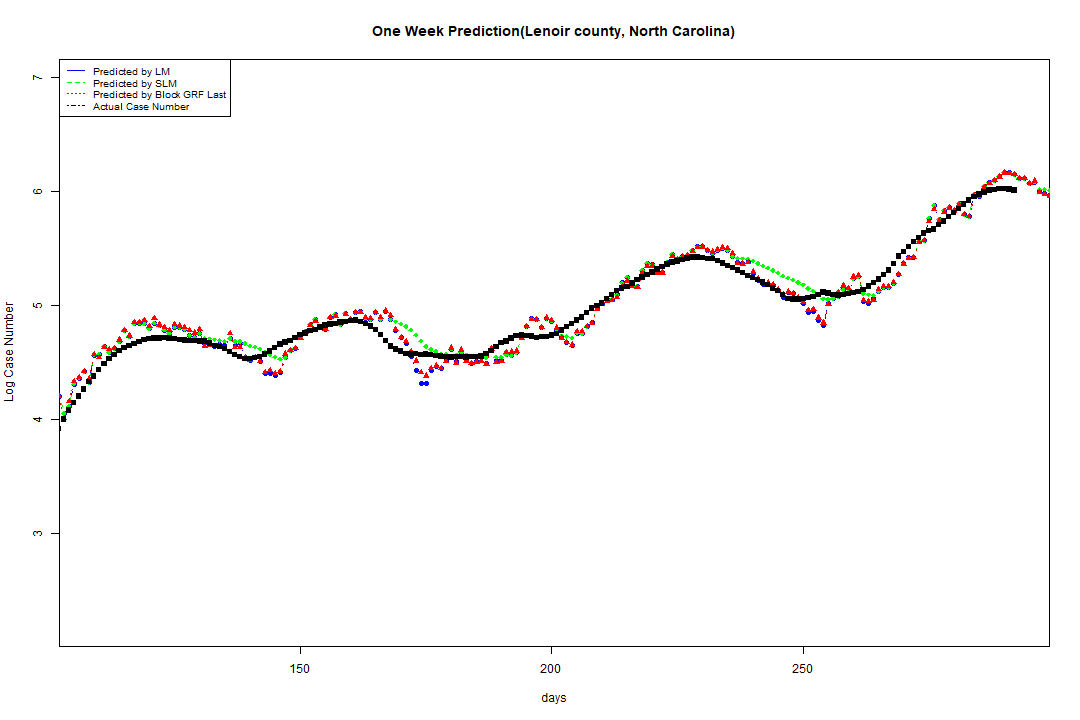 One Week Prediction(Lenoir county, North Carolina)
Predicted by LM
Predicted by SLM
Predicted by Block GRF Last
Actual Case Number
7
6
5
4
3
Log Case Number
150
200
250
days